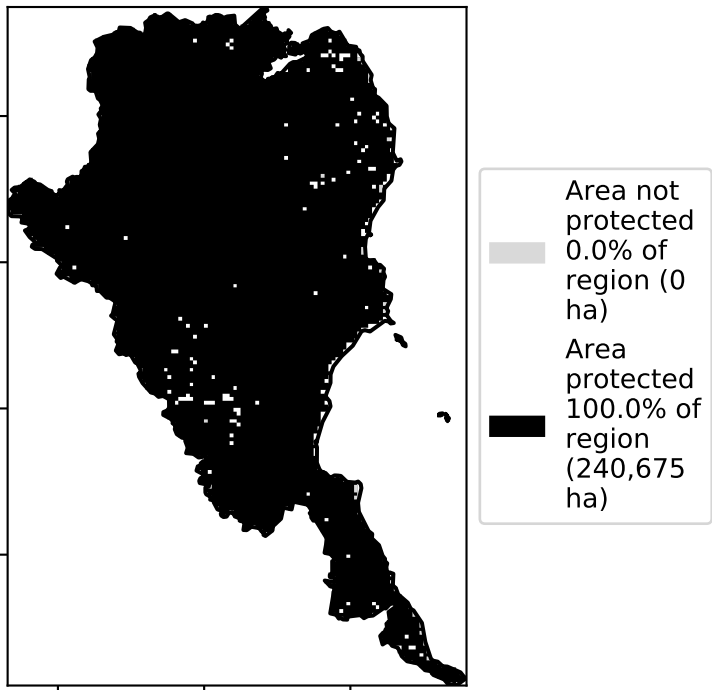 Area not
protected
0.0% of
region (0
ha)
Area
protected
100.0% of
region
(240,675
ha)